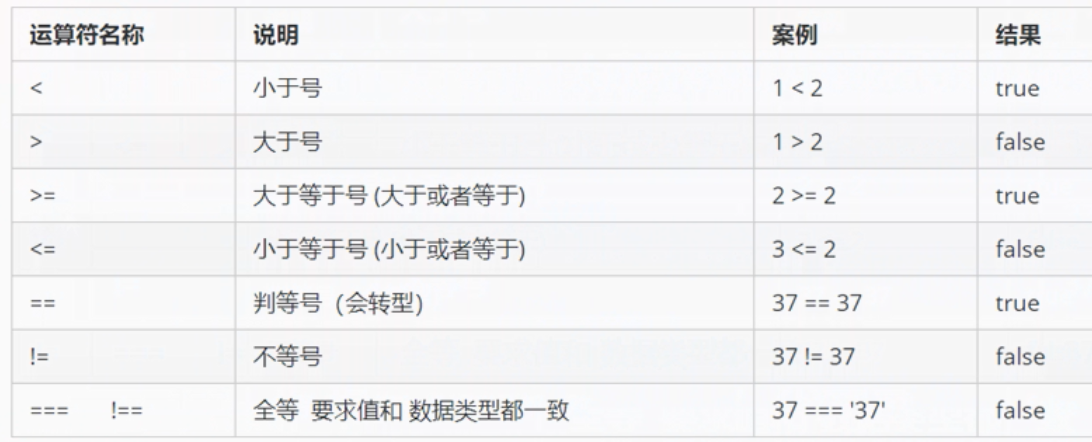 运算符名称 说明 案例 结果
< 小于号 1 < 2 true
> 大于号 1 > 2 false
>= 大于等于号 (大于或者等于) 2 >= 2 true
<= 小于等于号 (小于或者等于) 3 <= 2 false
== 判等号（会转型） 37 == 37 true
!= 不等号 37 != 37 false
=== !== 全等 要求值和 数据类型都一致 37 === '37' false